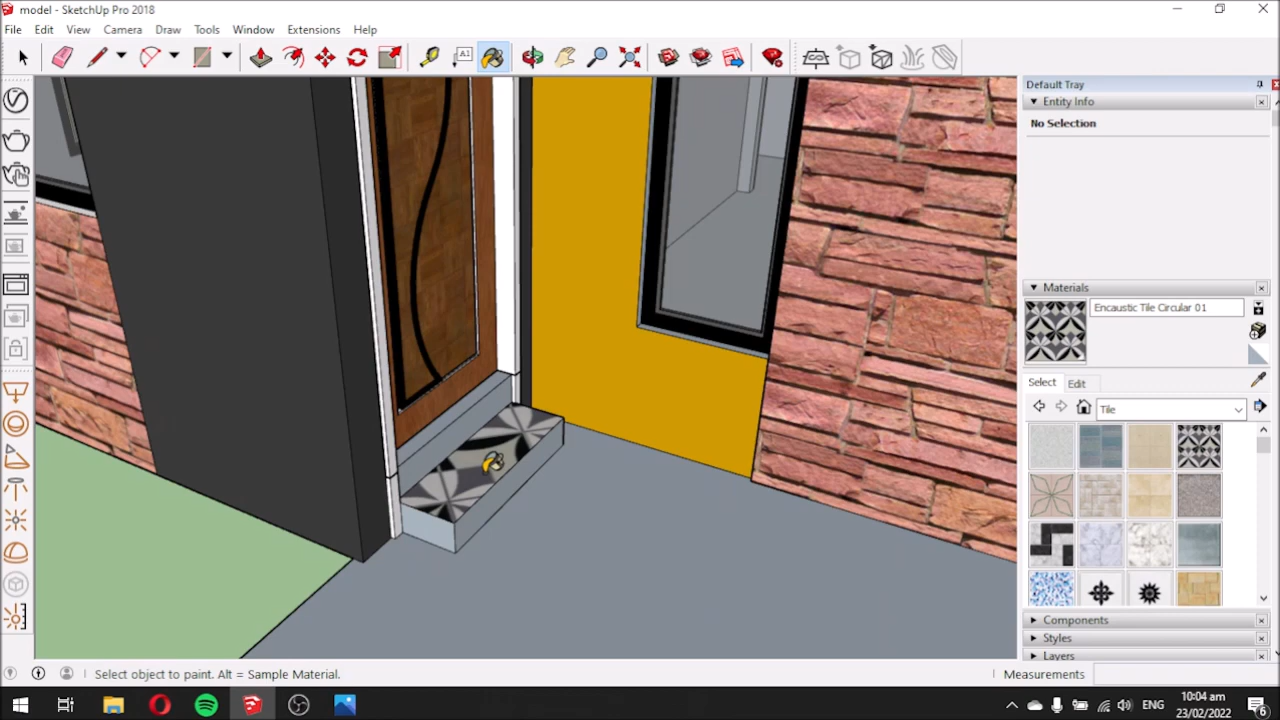 model - SketchUp Pro 2018
File Edit View Camera Draw Tools Window Extensions Help
A1
Default Tray
Entity Info
No Selection
Materials
Encaustic Tile Circular 01
Select Edit
Tile
Components
Styles
Layers
Select object to paint. Alt = Sample Material.
Measurements
ENG
10:04 am
23/02/2022
6